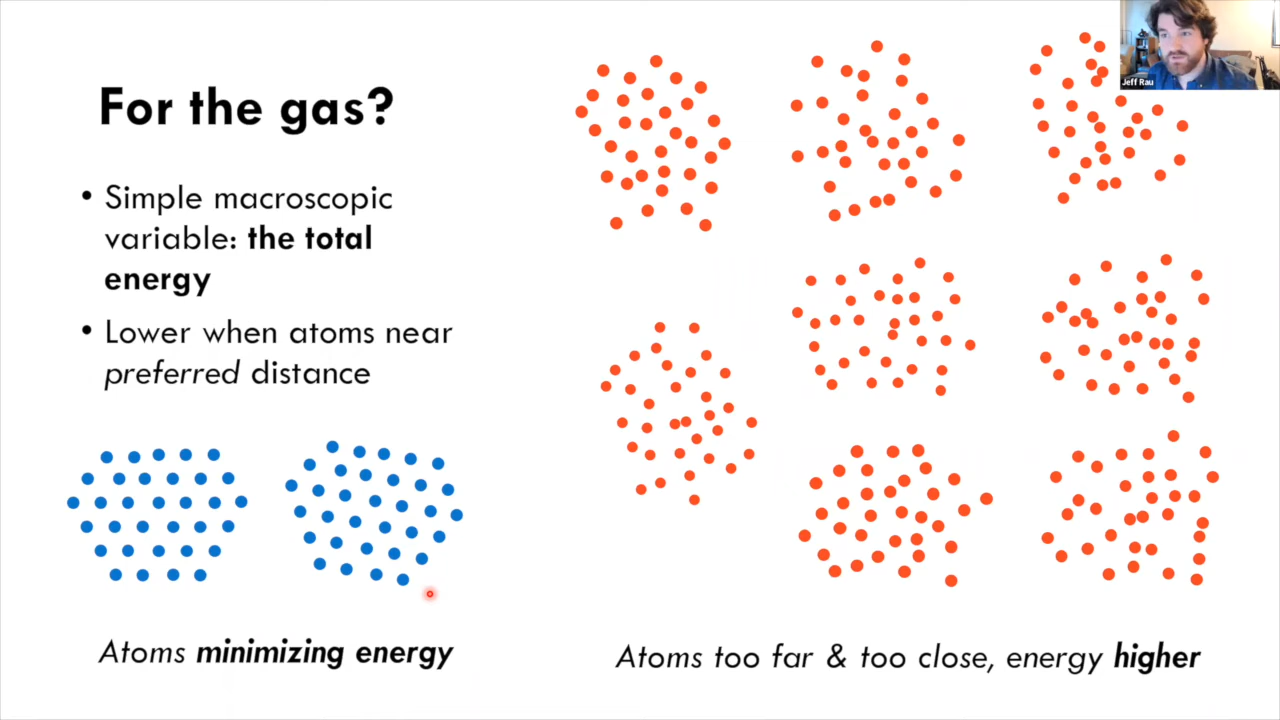 For the gas?
• Simple macroscopic
variable: the total
energy
• Lower when atoms near
preferred distance
Atoms minimizing energy
Atoms too far & too close, energy higher
Jeff Rau